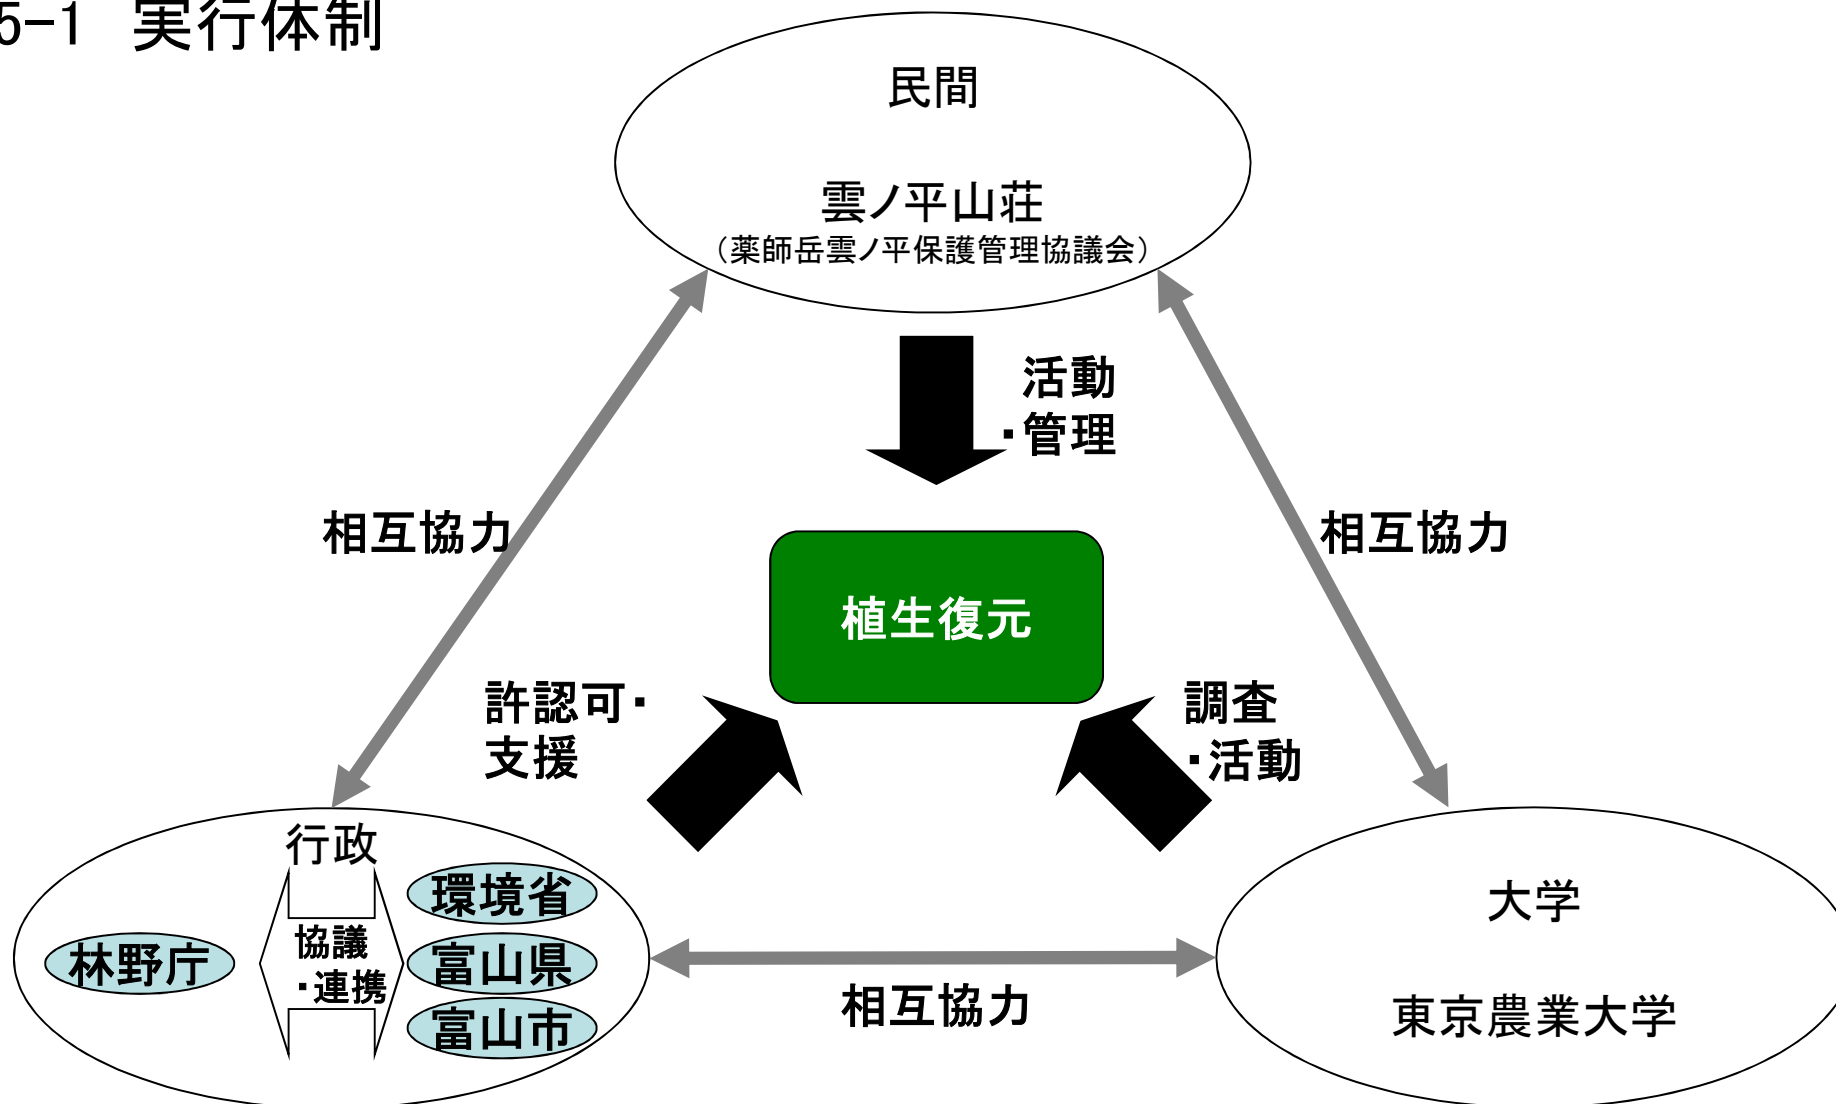 5-1 実行体制
民間
雲ノ平山荘
（薬師岳雲ノ平保護管理協議会）
活動
・管理
相互協力
相互協力
植生復元
許認可・
支援
調査
・活動
行政
環境省
協議
・連携
林野庁
富山県
富山市
相互協力
大学
東京農業大学